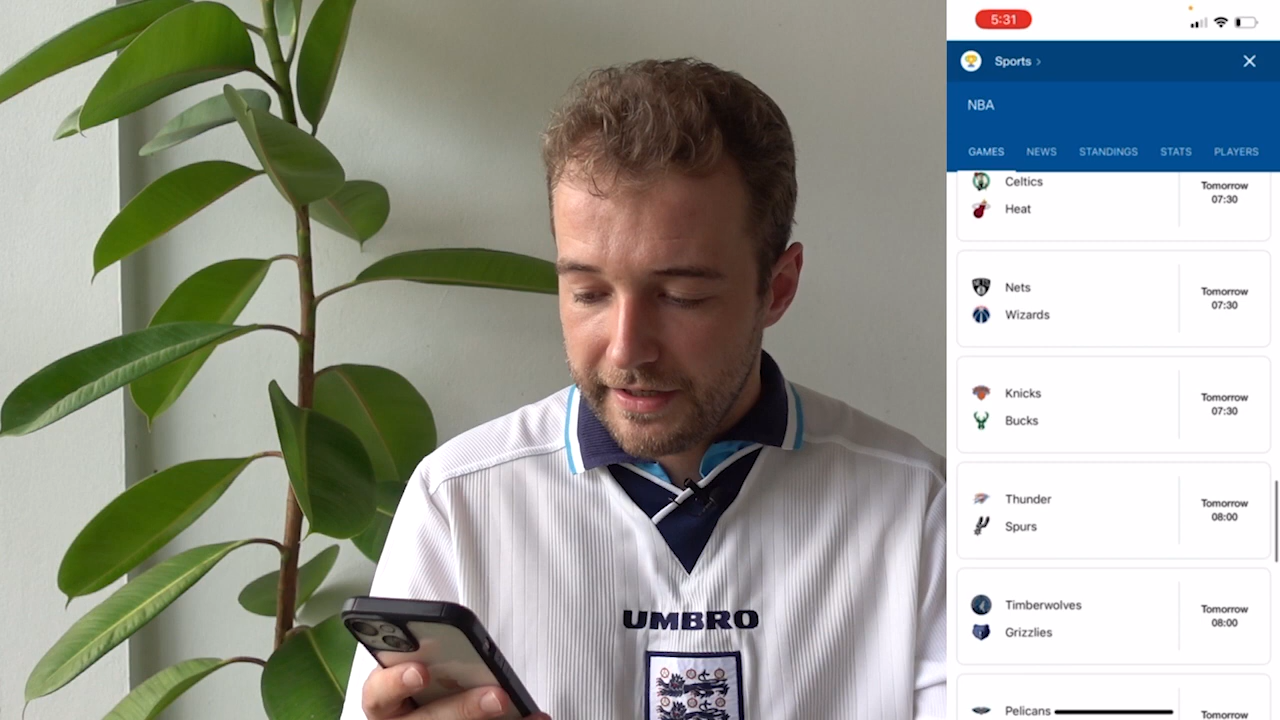 5:31
Sports ›
NBA
GAMES NEWS STANDINGS STATS PLAYERS
Celtics
Heat
Tomorrow
07:30
Nets
Wizards
Tomorrow
07:30
Knicks
Bucks
Tomorrow
07:30
Thunder
Spurs
Tomorrow
08:00
Timberwolves
Grizzlies
Tomorrow
08:00
Pelicans
Tomorrow
UMBRO